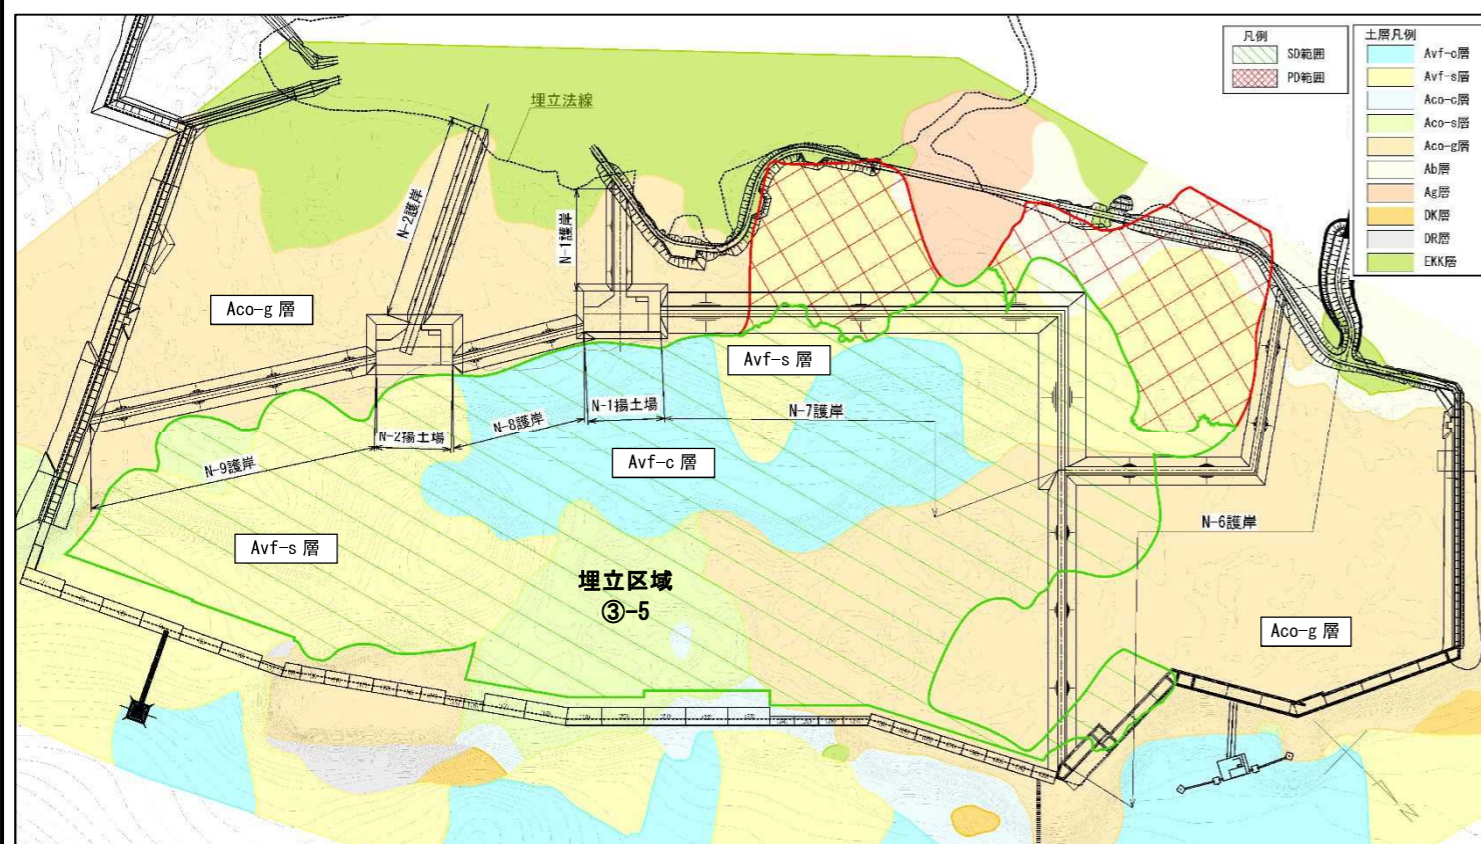 凡例
SD範囲
PD範囲
土層凡例
Avf-c層
Avf-s層
Aco-c層
Aco-s層
Aco-g層
Ab層
Ag層
DK層
DR層
EKK層
埋立法線
N-2護岸
N-1護岸
Aco-g 層
Avf-s 層
N-1揚土場
N-7護岸
N-8護岸
N-2揚土場
N-9護岸
Avf-c 層
N-6護岸
Avf-s 層
埋立区域
③-5
Aco-g 層
N